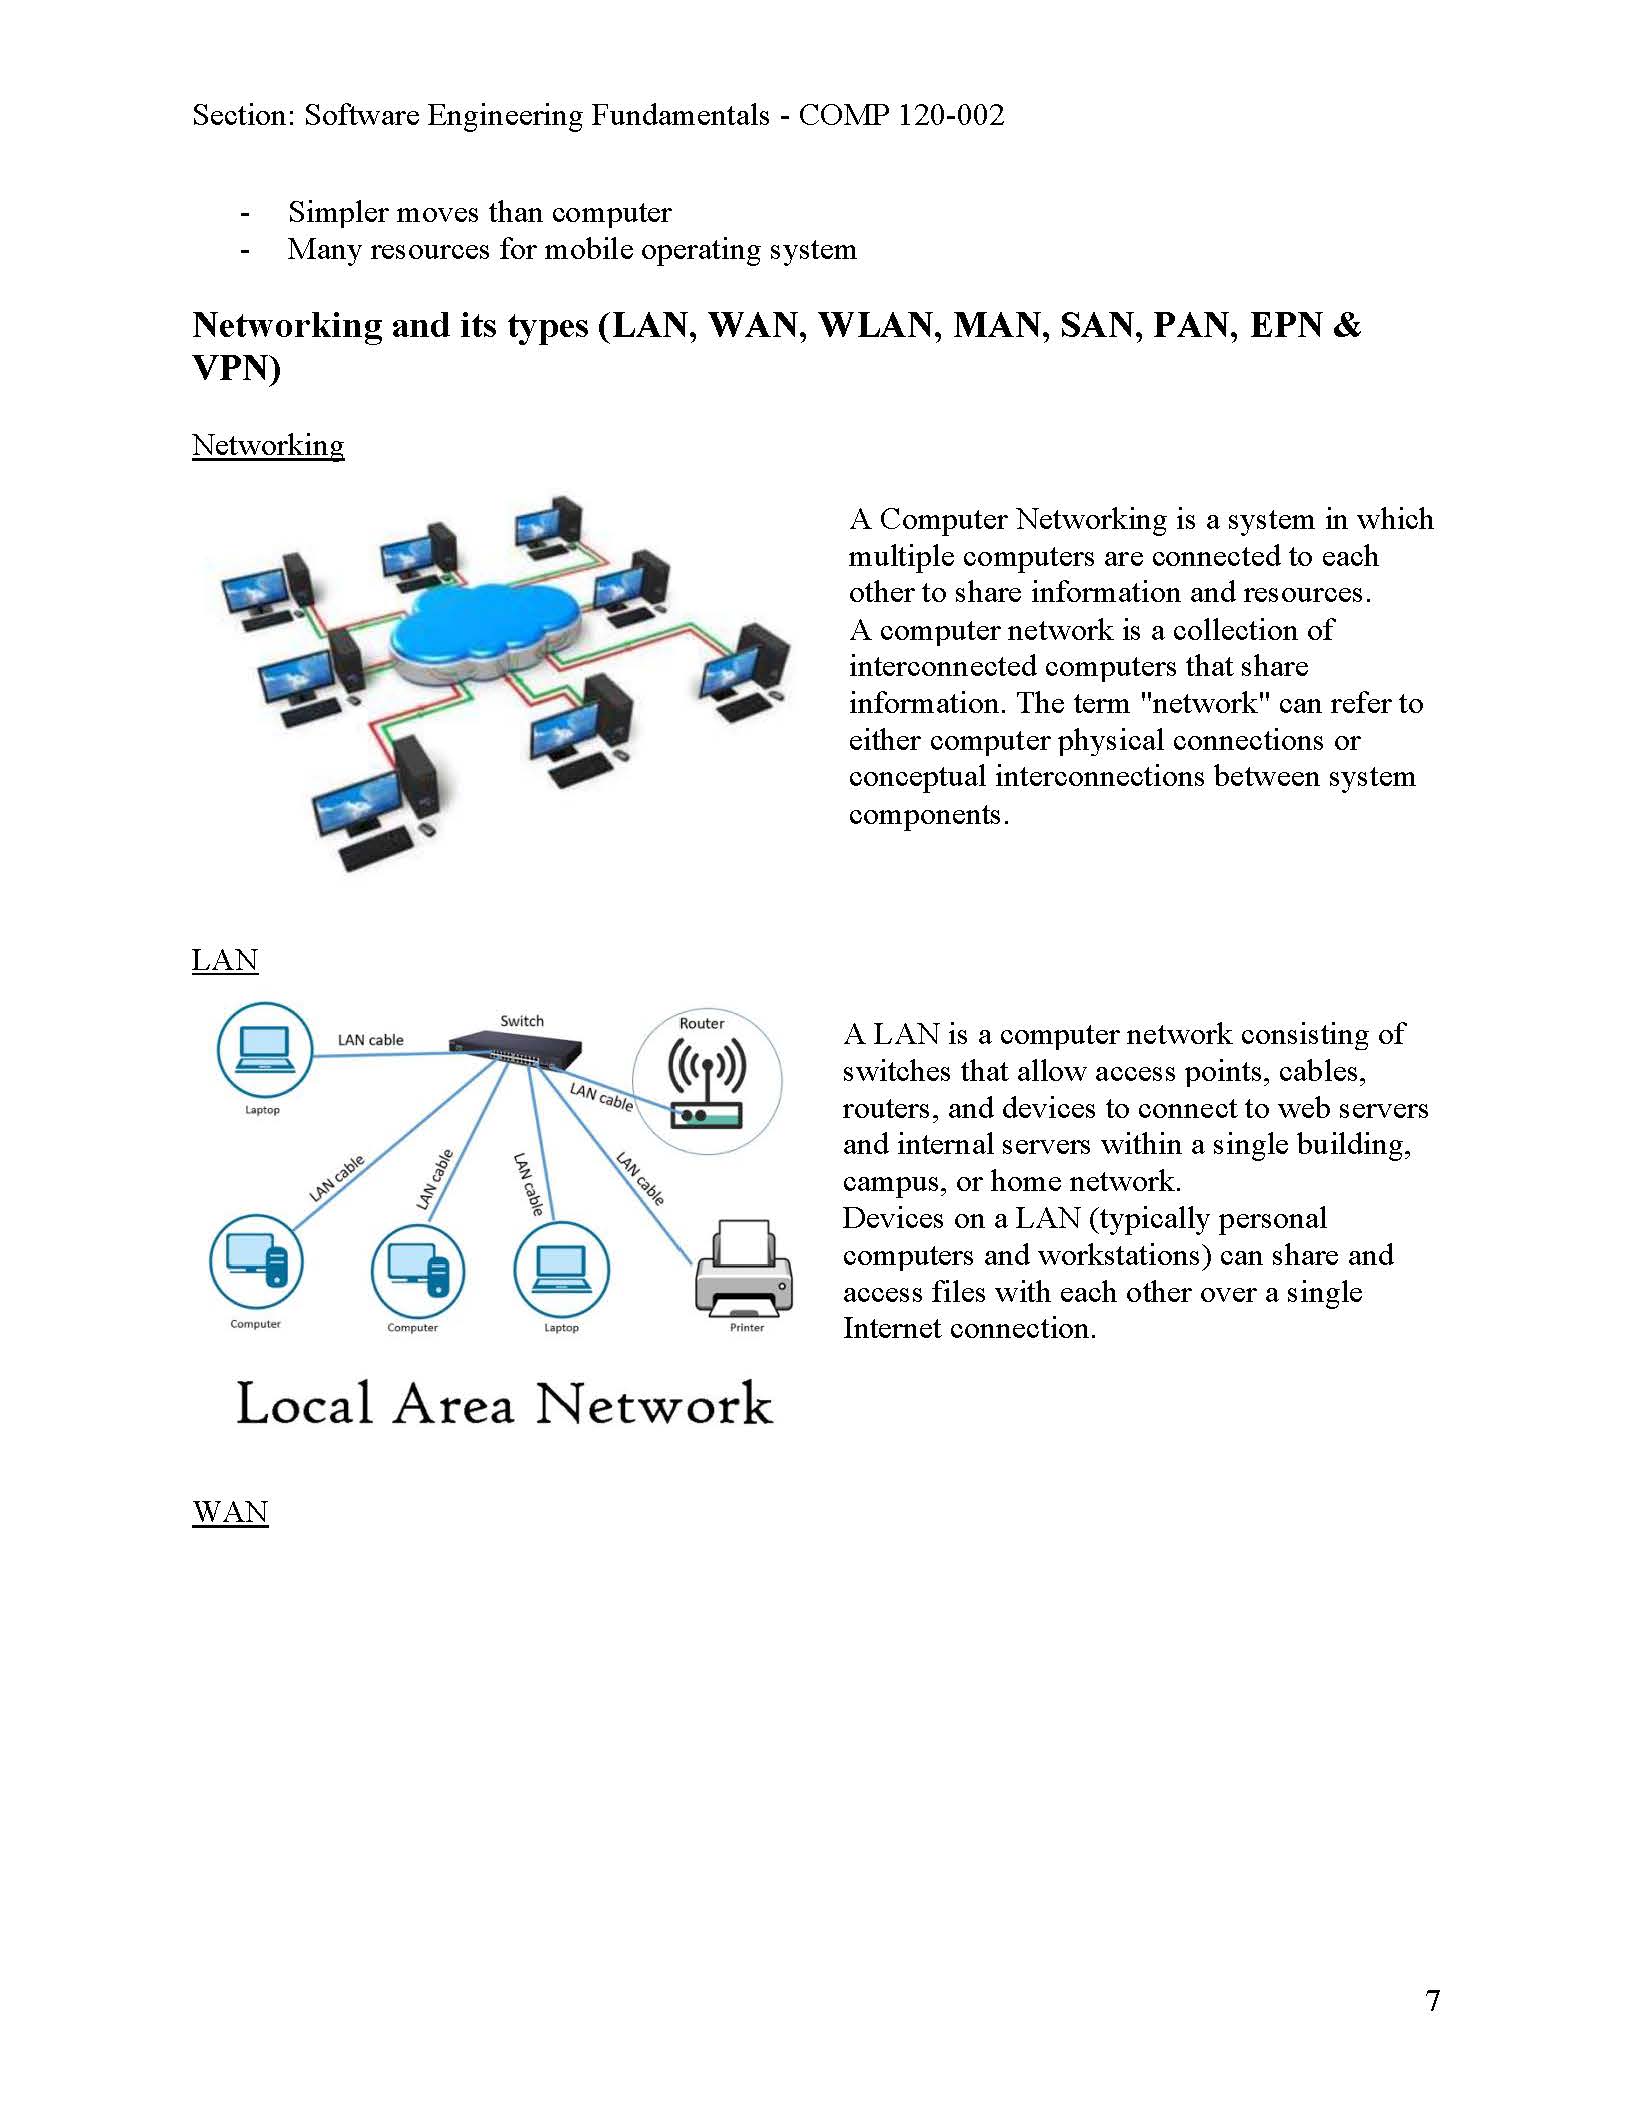 Section: Software Engineering Fundamentals - COMP 120-002
- Simpler moves than computer
- Many resources for mobile operating system
Networking and its types (LAN, WAN, WLAN, MAN, SAN, PAN, EPN &
VPN)
Networking
A Computer Networking is a system in which
multiple computers are connected to each
other to share information and resources.
A computer network is a collection of
interconnected computers that share
information. The term "network" can refer to
either computer physical connections or
conceptual interconnections between system
components.
LAN
Switch
Router
LAN cable
LAN cable
Laptop
LAN cable
LAN cable
LAN cable
LAN cable
Computer
Computer
Laptop
Printer
Local Area Network
A LAN is a computer network consisting of
switches that allow access points, cables,
routers, and devices to connect to web servers
and internal servers within a single building,
campus, or home network.
Devices on a LAN (typically personal
computers and workstations) can share and
access files with each other over a single
Internet connection.
WAN
7